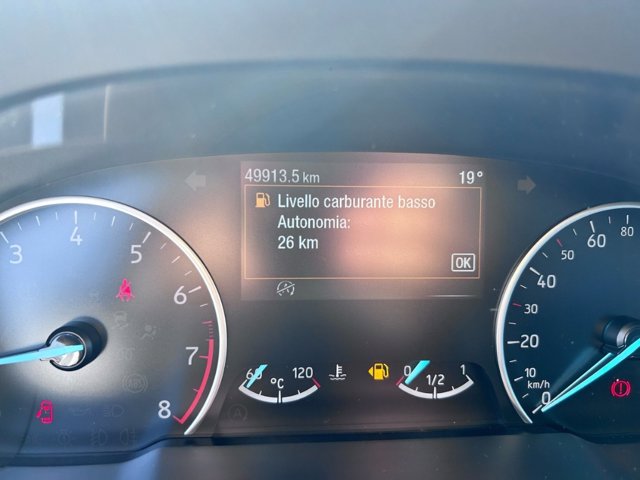 49913.5 km 19°
Livello carburante basso
Autonomia:
26 km
OK
3 4 5 6 7 8
60 °C 120
0 1/2 1
0 10 20 30 40 50 60 80
km/h